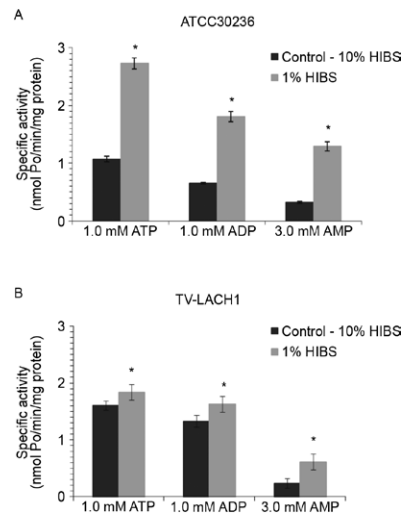 A
ATCC30236
Specific activity
(nmol Po/min/mg protein)
3
2
1
0
Control - 10% HIBS
1% HIBS
*
*
*
1.0 mM ATP
1.0 mM ADP
3.0 mM AMP
B
TV-LACH1
Specific activity
(nmol Po/min/mg protein)
3
2
1
0
Control - 10% HIBS
1% HIBS
*
*
*
1.0 mM ATP
1.0 mM ADP
3.0 mM AMP